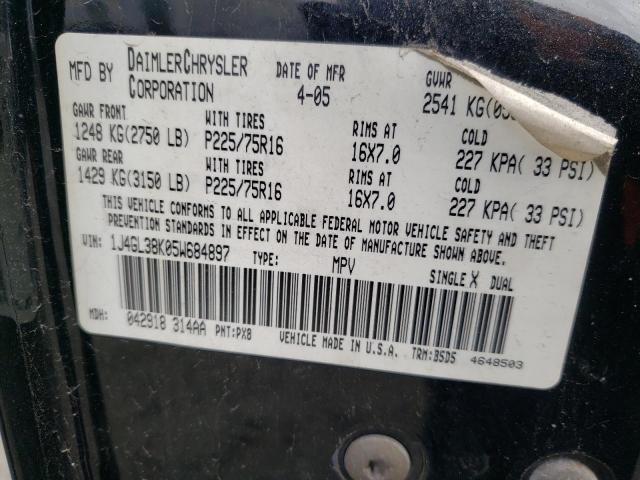 MFD BY DAIMLERCHRYSLER CORPORATION DATE OF MFR 4-05 GVWR 2541 KG(
GAWR FRONT WITH TIRES RIMS AT COLD
1248 KG(2750 LB) P225/75R16 16X7.0 227 KPA( 33 PSI)
GAWR REAR WITH TIRES RIMS AT COLD
1429 KG(3150 LB) P225/75R16 16X7.0 227 KPA( 33 PSI)
THIS VEHICLE CONFORMS TO ALL APPLICABLE FEDERAL MOTOR VEHICLE SAFETY AND THEFT
PREVENTION STANDARDS IN EFFECT ON THE DATE OF MANUFACTURE SHOWN ABOVE.
VIN: 1J4GL38K05W684897 TYPE: MPV SINGLE X DUAL
MDH: 042918 314AA PNT:PX8 VEHICLE MADE IN U.S.A. TRM:BSD5 4648503